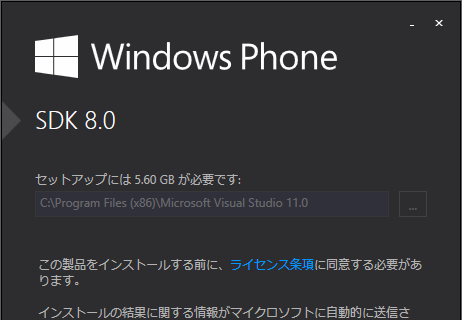 Windows Phone
SDK 8.0
セットアップには 5.60 GB が必要です:
C:\Program Files (x86)\Microsoft Visual Studio 11.0
...
この製品をインストールする前に、ライセンス条項に同意する必要があ
ります。
インストールの結果に関する情報がマイクロソフトに自動的に送信さ